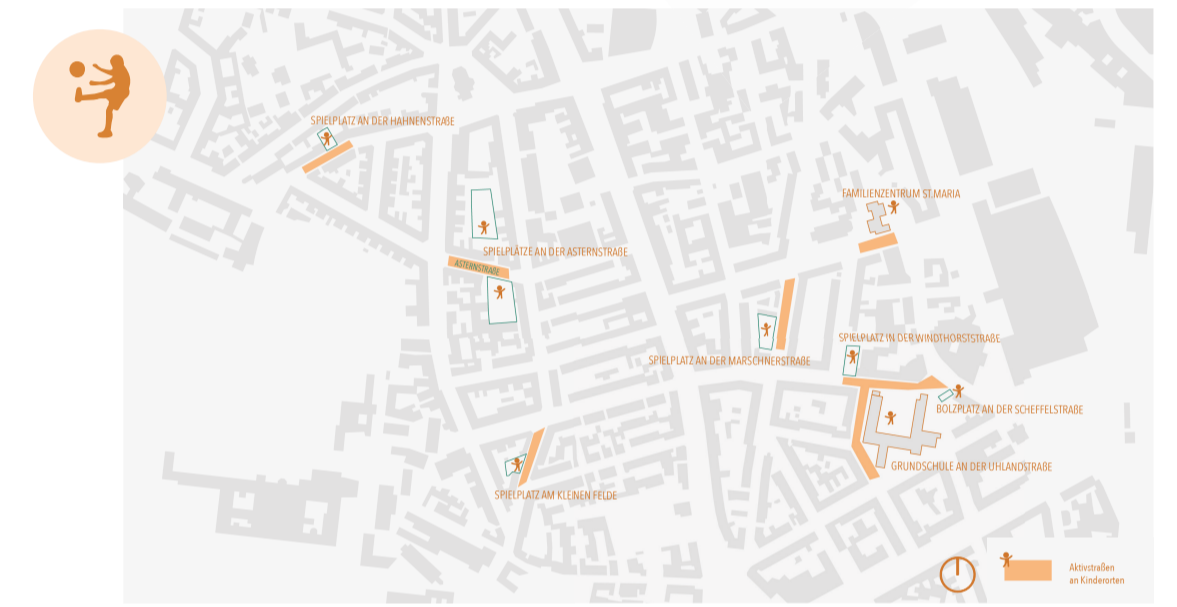 SPIELPLATZ AN DER HAHNENSTRAßE
FAMILIENZENTRUM ST.MARIA
SPIELPLÄTZE AN DER ASTERNSTRAßE
ASTERNSTRAßE
SPIELPLATZ IN DER WINDTHORSTSTRAßE
SPIELPLATZ AN DER MARSCHNERSTRAßE
BOLZPLATZ AN DER SCHEFFELSTRAßE
GRUNDSCHULE AN DER UHLANDSTRAßE
SPIELPLATZ AM KLEINEN FELDE
Aktivstraßen
an Kinderorten